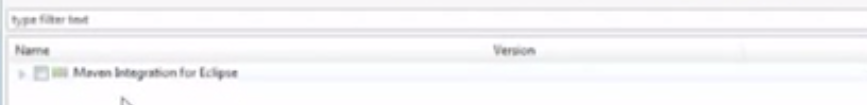 type filter text
Name Version
Maven Integration for Eclipse